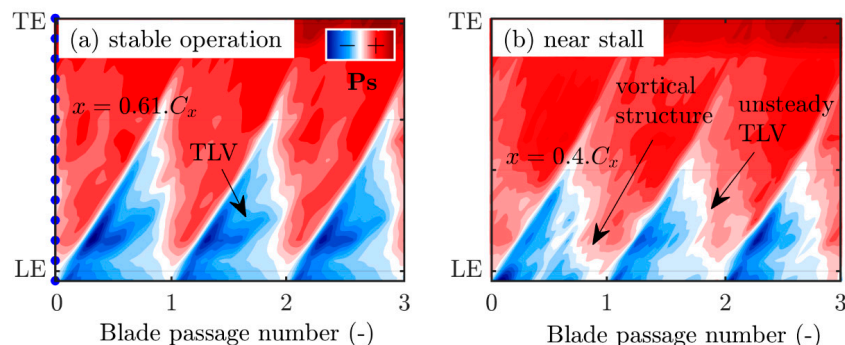 TE
(a) stable operation
− +
Ps
x = 0.61.Cₓ
TLV
LE
0 1 2 3
Blade passage number (-)
TE
(b) near stall
vortical
structure
unsteady
TLV
x = 0.4.Cₓ
LE
0 1 2 3
Blade passage number (-)